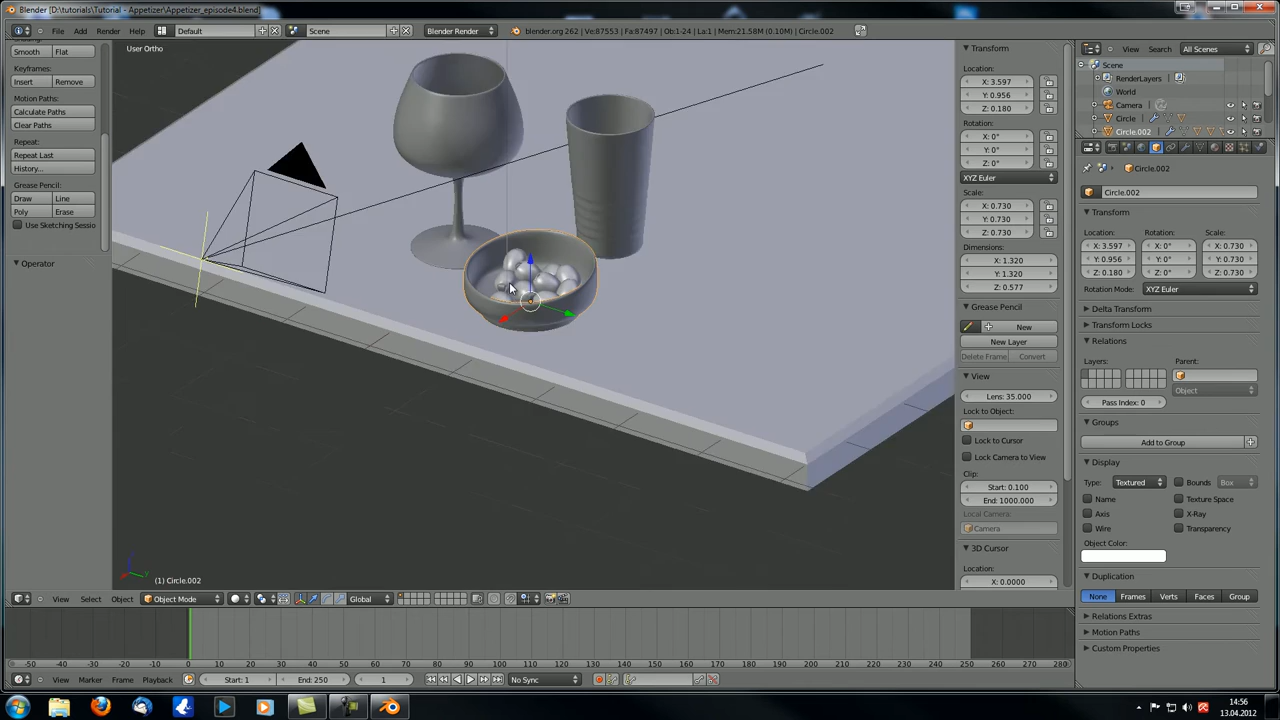 Blender [D:\tutorials\Tutorial - Appetizer\Appetizer_episode4.blend]
File Add Render Help Default Scene Blender Render blender.org 262 | Ve:87553 | Fa:87497 | Ob:1-24 | La:1 | Mem:21.58M (0.10M) | Circle.002
View Search All Scenes
User Ortho
Smooth Flat
Keyframes:
Insert Remove
Motion Paths:
Calculate Paths
Clear Paths
Repeat:
Repeat Last
History...
Grease Pencil:
Draw Line
Poly Erase
Use Sketching Sessio
Operator
(1) Circle.002
Transform
Location:
X: 3.597
Y: 0.956
Z: 0.180
Rotation:
X: 0°
Y: 0°
Z: 0°
XYZ Euler
Scale:
X: 0.730
Y: 0.730
Z: 0.730
Dimensions:
X: 1.320
Y: 1.320
Z: 0.577
Grease Pencil
New
New Layer
Delete Frame Convert
View
Lens: 35.000
Lock to Object:
Lock to Cursor
Lock Camera to View
Clip:
Start: 0.100
End: 1000.000
Local Camera:
Camera
3D Cursor
Location:
X: 0.0000
Scene
RenderLayers
World
Camera
Circle
Circle.002
Circle.002
Circle.002
Transform
Location: Rotation: Scale:
X: 3.597 X: 0° X: 0.730
Y: 0.956 Y: 0° Y: 0.730
Z: 0.180 Z: 0° Z: 0.730
Rotation Mode: XYZ Euler
Delta Transform
Transform Locks
Relations
Layers: Parent:
Object
Pass Index: 0
Groups
Add to Group
Display
Type: Textured Bounds Box
Name Texture Space
Axis X-Ray
Wire Transparency
Object Color:
Duplication
None Frames Verts Faces Group
Relations Extras
Motion Paths
Custom Properties
View Select Object Object Mode Global
-50 -40 -30 -20 -10 0 10 20 30 40 50 60 70 80 90 100 110 120 130 140 150 160 170 180 190 200 210 220 230 240 250 260 270 280
View Marker Frame Playback Start: 1 End: 250 1 No Sync
14:56
13.04.2012